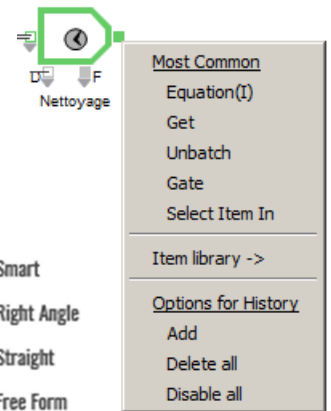 D
F
Nettoyage
Most Common
Equation(I)
Get
Unbatch
Gate
Select Item In
Item library ->
Options for History
Add
Delete all
Disable all
Smart
Right Angle
Straight
Free Form